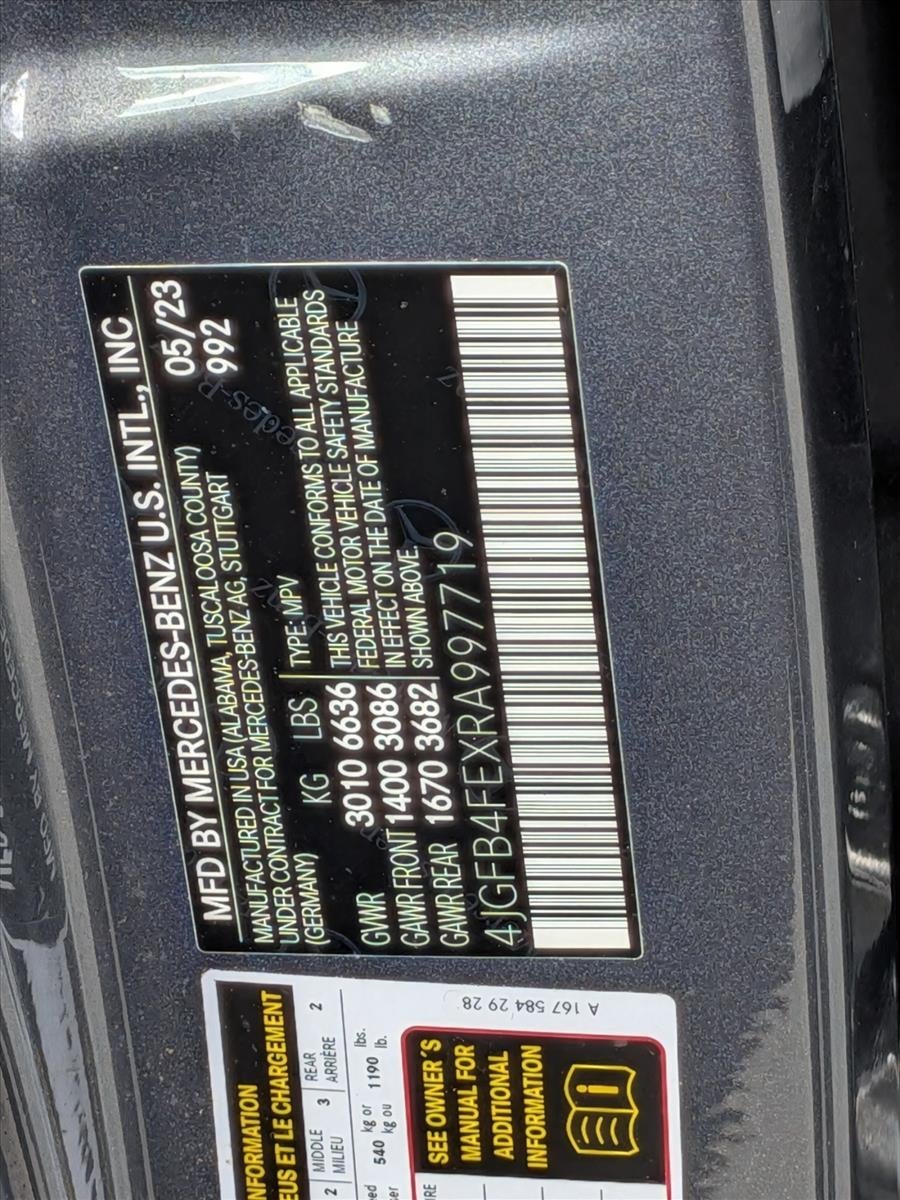 MFD BY MERCEDES-BENZ U.S. INTL., INC
MANUFACTURED IN USA (ALABAMA, TUSCALOOSA COUNTY) 05/23
UNDER CONTRACT FOR MERCEDES-BENZ AG, STUTTGART 992
(GERMANY) KG LBS TYPE: MPV
GVWR 3010 6636
GAWR FRONT 1400 3086
GAWR REAR 1670 3682
THIS VEHICLE CONFORMS TO ALL APPLICABLE
FEDERAL MOTOR VEHICLE SAFETY STANDARDS
IN EFFECT ON THE DATE OF MANUFACTURE
SHOWN ABOVE.
4JGFB4FEXRA997719
EUS ET LE CHARGEMENT
2 MIDDLE 3 REAR 2
MILIEU ARRIÈRE
540 kg or 1190 lbs.
kg ou lb.
SEE OWNER'S
MANUAL FOR
ADDITIONAL
INFORMATION
A 167 584 29 28